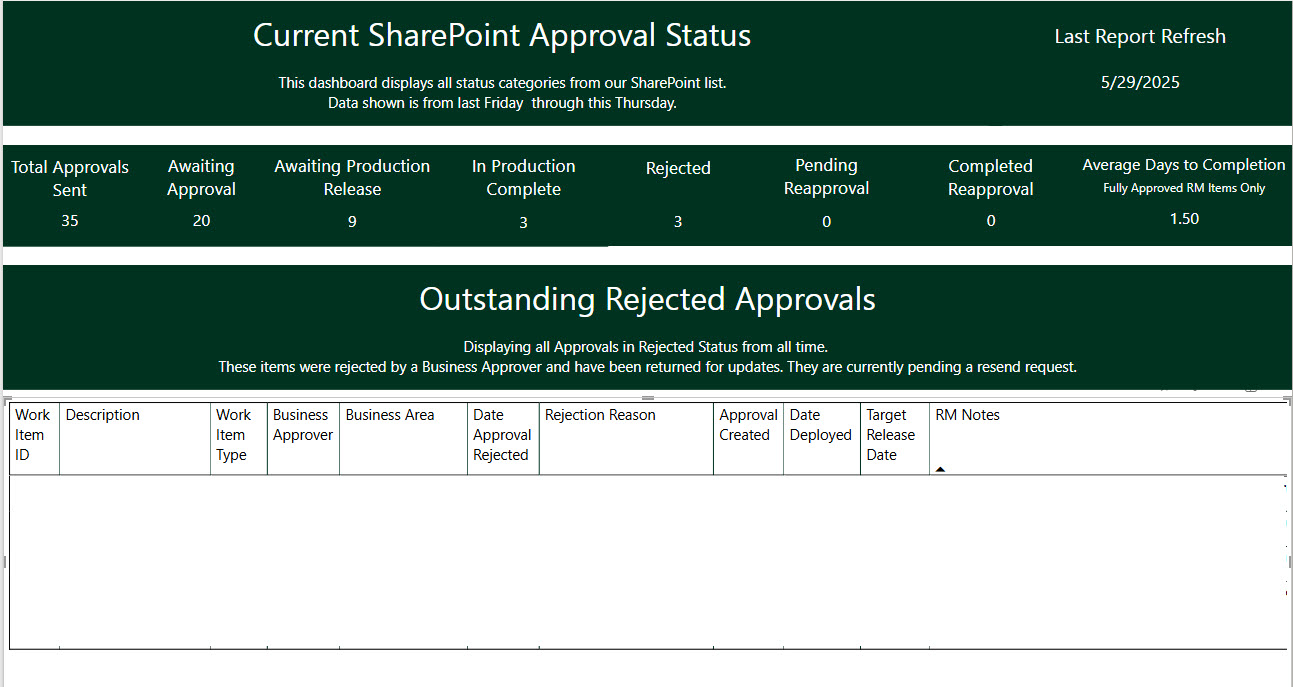 Current SharePoint Approval Status
Last Report Refresh
This dashboard displays all status categories from our SharePoint list.
Data shown is from last Friday through this Thursday.
5/29/2025
Total Approvals
Sent
35
Awaiting
Approval
20
Awaiting Production
Release
9
In Production
Complete
3
Rejected
3
Pending
Reapproval
0
Completed
Reapproval
0
Average Days to Completion
Fully Approved RM Items Only
1.50
Outstanding Rejected Approvals
Displaying all Approvals in Rejected Status from all time.
These items were rejected by a Business Approver and have been returned for updates. They are currently pending a resend request.
Work
Item
ID
Description
Work
Item
Type
Business
Approver
Business Area
Date
Approval
Rejected
Rejection Reason
Approval
Created
Date
Deployed
Target
Release
Date
RM Notes